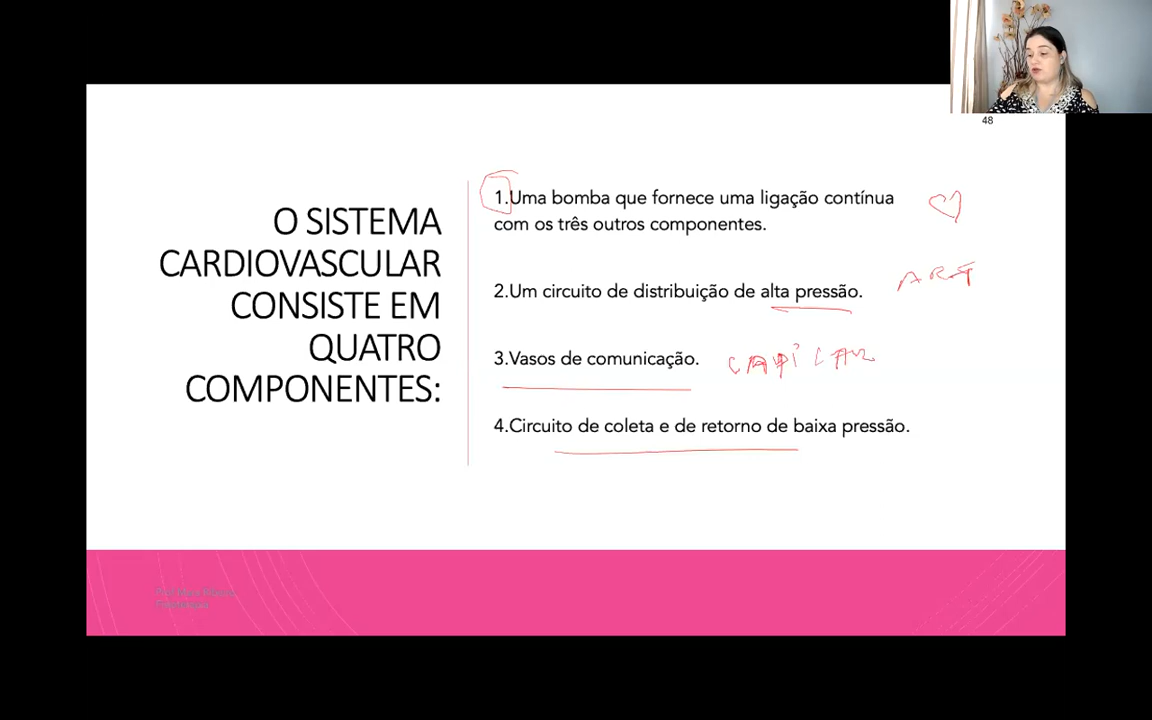 48
O SISTEMA
CARDIOVASCULAR
CONSISTE EM
QUATRO
COMPONENTES:
1.Uma bomba que fornece uma ligação contínua
com os três outros componentes.
2.Um circuito de distribuição de alta pressão.
ART
3.Vasos de comunicação.
CAPILAR
4.Circuito de coleta e de retorno de baixa pressão.
Fisioterapia